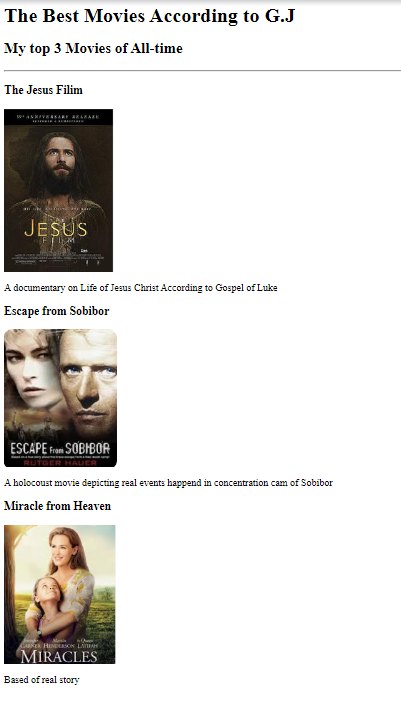 The Best Movies According to G.J
My top 3 Movies of All-time
The Jesus Filim
ANNIVERSARY RELEASE
JESUS
FILM
A documentary on Life of Jesus Christ According to Gospel of Luke
Escape from Sobibor
ESCAPE From SOBIBOR
RUTGER HAUER
A holocoust movie depicting real events happend in concentration cam of Sobibor
Miracle from Heaven
GARNER HENDERSON LATIFAH
MIRACLES
Based of real story